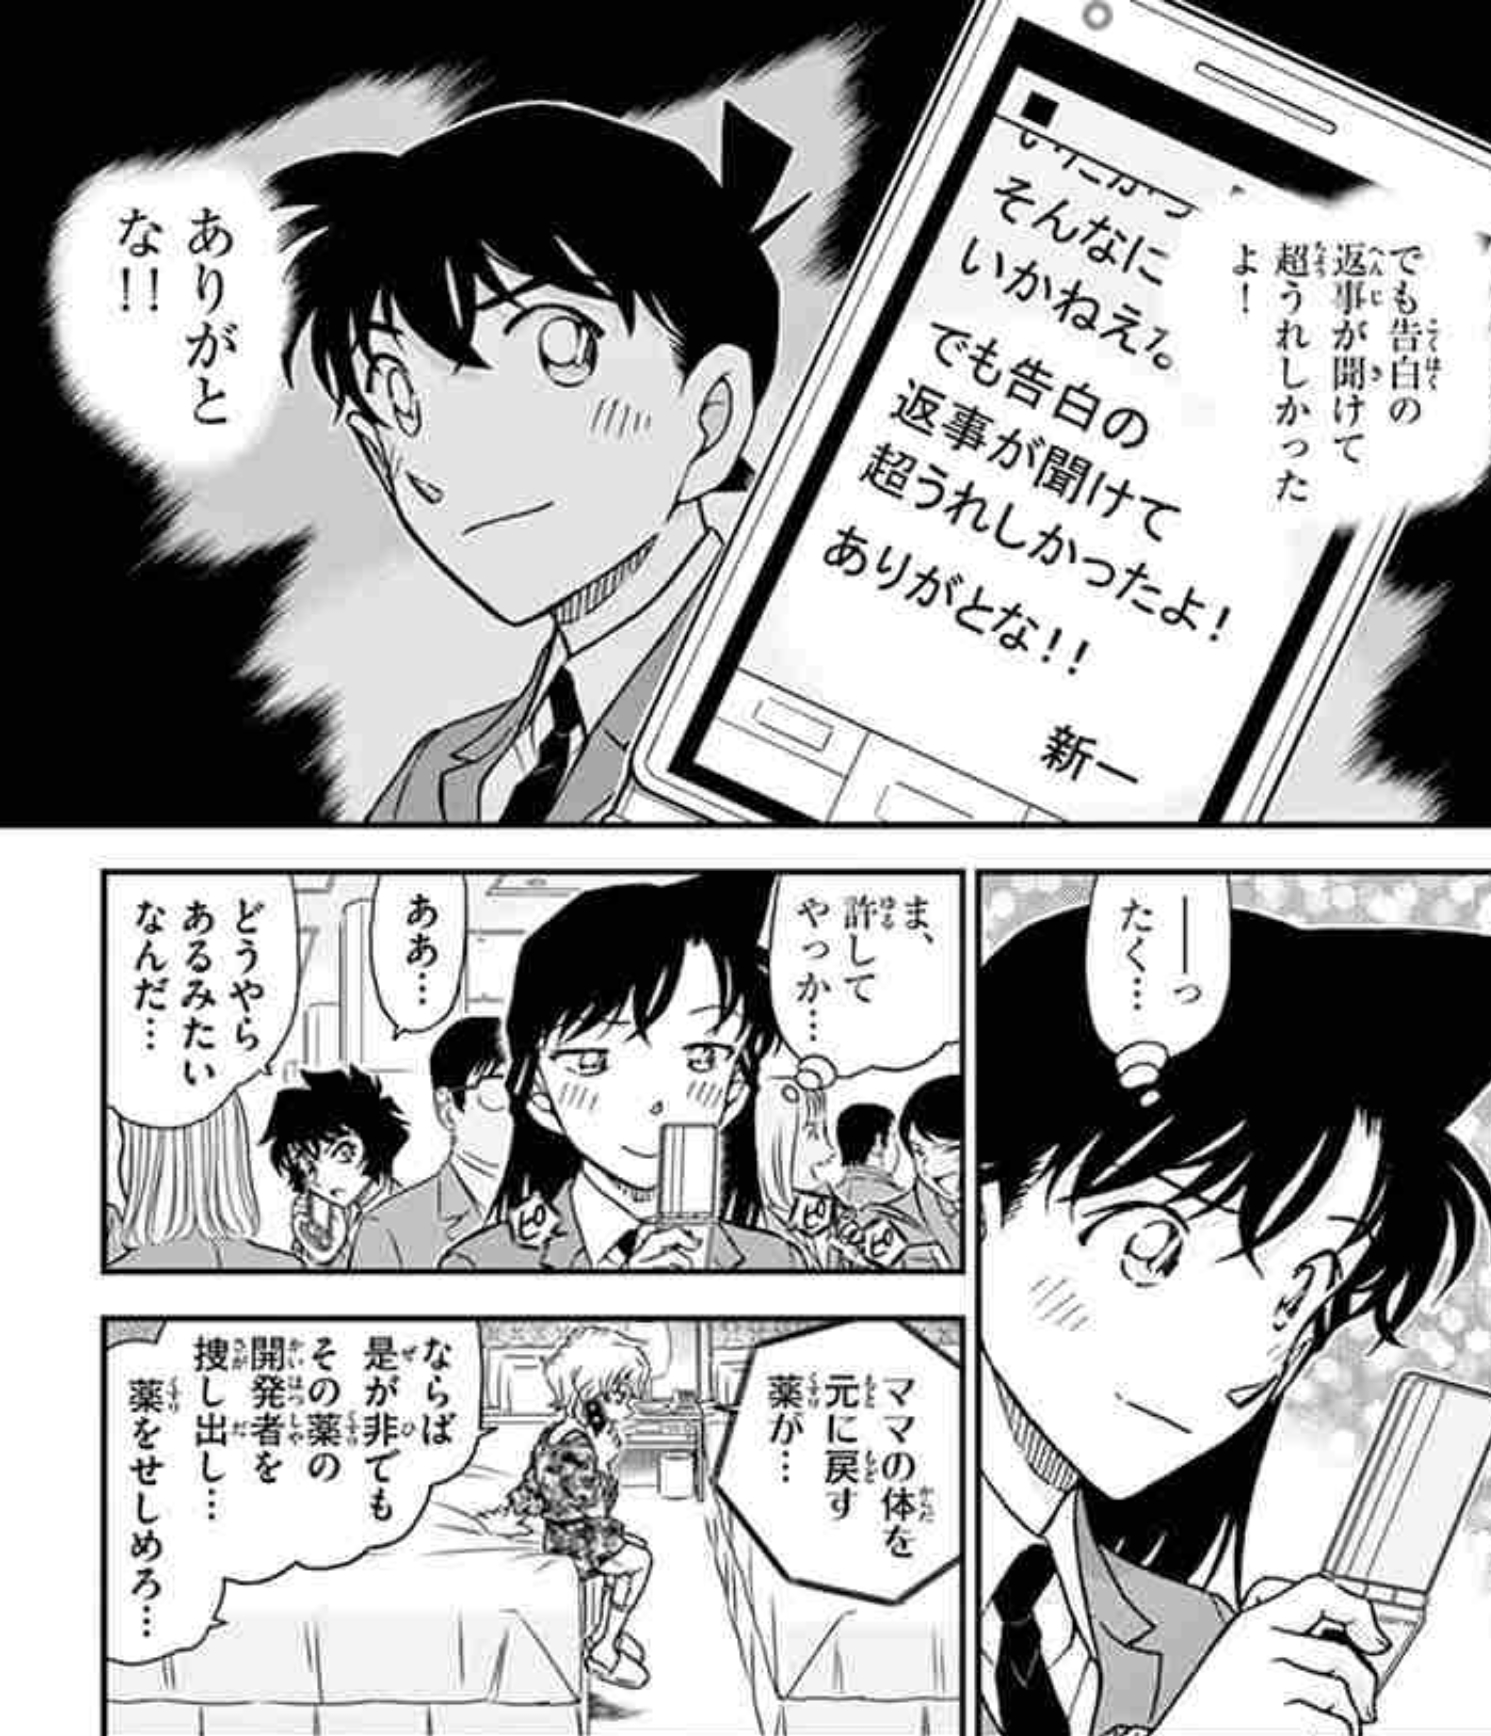 でも告白の
返事が聞けて
超うれしかった
よ!
そんなに
いかねえな
でも告白の
返事が聞けて
超うれしかったよ!
ありがとな!!
新一
ありがと
な!!
――っ
たく…
ま、
許して
やっか…
ピ
ピ
ピ
ああ…
どうやら
あるみたい
なんだ…
ママの体を
元に戻す
薬が…
ならば
是が非でも
その薬の
開発者を
捜し出し…
薬をせしめろ…